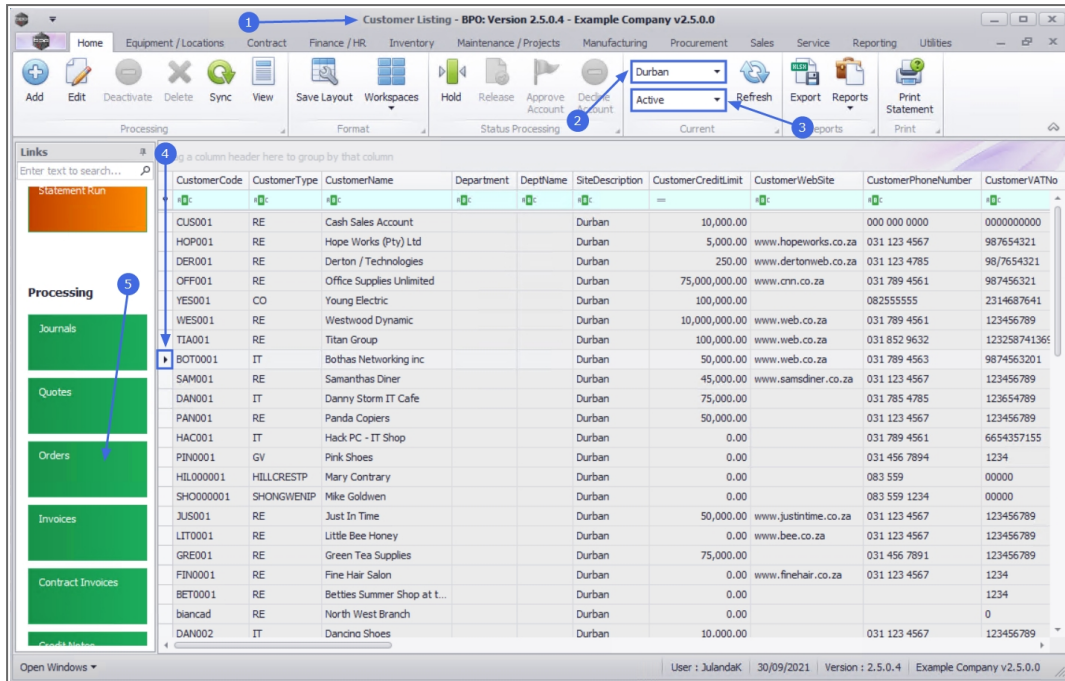 1
Customer Listing - BPO: Version 2.5.0.4 - Example Company v2.5.0.0
Home Equipment / Locations Contract Finance / HR Inventory Maintenance / Projects Manufacturing Procurement Sales Service Reporting Utilities
Add Edit Deactivate Delete Sync View Save Layout Workspaces Hold Release Approve Account Decline Account
Durban
Active
2
3
Refresh Export Reports Print Statement
Processing Format Status Processing Current Reports Print
Links
Enter text to search...
Statement Run
Processing
5
Journals
Quotes
Orders
Invoices
Contract Invoices
Credit Notes
4
a column header here to group by that column
CustomerCode CustomerType CustomerName Department DeptName SiteDescription CustomerCreditLimit CustomerWebSite CustomerPhoneNumber CustomerVATNo
CUS001 RE Cash Sales Account Durban 10,000.00 000 000 0000 0000000000
HOP001 RE Hope Works (Pty) Ltd Durban 5,000.00 www.hopeworks.co.za 031 123 4567 987654321
DER001 RE Derton / Technologies Durban 250.00 www.dertonweb.co.za 031 123 4785 98/7654321
OFF001 RE Office Supplies Unlimited Durban 75,000,000.00 www.cnn.co.za 031 789 4561 987456321
YES001 CO Young Electric Durban 100,000.00 082555555 2314687641
WES001 RE Westwood Dynamic Durban 10,000,000.00 www.web.co.za 031 789 4561 123456789
TIA001 RE Titan Group Durban 100,000.00 www.web.co.za 031 852 9632 123258741369
BOT0001 IT Bothas Networking inc Durban 50,000.00 www.web.co.za 031 789 4563 9874563201
SAM001 RE Samanthas Diner Durban 45,000.00 www.samsdiner.co.za 031 123 4567 123456789
DAN001 IT Danny Storm IT Cafe Durban 75,000.00 031 785 4785 123654789
PAN001 RE Panda Copiers Durban 50,000.00 031 123 4567 123456789
HAC001 IT Hack PC - IT Shop Durban 0.00 031 789 4561 6654357155
PIN0001 GV Pink Shoes Durban 0.00 031 456 7894 1234
HIL000001 HILLCRESTP Mary Contrary Durban 0.00 083 559 00000
SHO000001 SHONGWENIP Mike Goldwen Durban 0.00 083 559 1234 00000
JUS001 RE Just In Time Durban 50,000.00 www.justintime.co.za 031 123 4567 123456789
LIT0001 RE Little Bee Honey Durban 0.00 www.bee.co.za 031 123 4567 123456789
GRE001 RE Green Tea Supplies Durban 75,000.00 031 456 7891 123456789
FIN0001 RE Fine Hair Salon Durban 0.00 www.finehair.co.za 031 123 4567 1234
BET0001 RE Betties Summer Shop at t... Durban 0.00 1234
biancad RE North West Branch Durban 0.00 0
DAN002 IT Dancing Shoes Durban 10.000.00 031 123 4567 123456789
Open Windows User : JulandaK 30/09/2021 Version : 2.5.0.4 Example Company v2.5.0.0